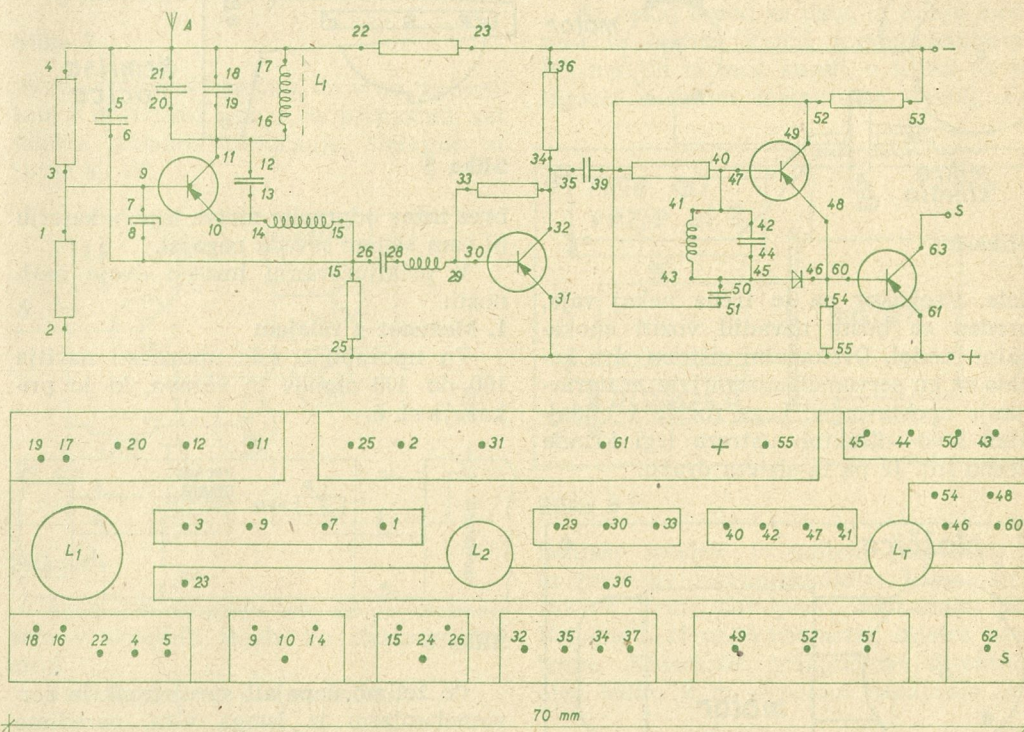 A
22 23
4 21 18 17 L1 36 −
5 20 19 52 53
6 16 49
11 12 34 40
3 9 35 39 47
7 13 33 41 48 S
1 8 10 14 15 32 42 63
26 28 30 44
15 29 43 45 46 60
50 54 61
2 31 51
25 55 +
19 17 20 12 11 25 2 31 61 + 55 45 44 50 43
54 48
3 9 7 1 29 30 33 40 42 47 41 46 60
L1 L2 LT
23 36
18 16 22 4 5 9 10 14 15 24 26 32 35 34 37 49 52 51 62
S
70 mm